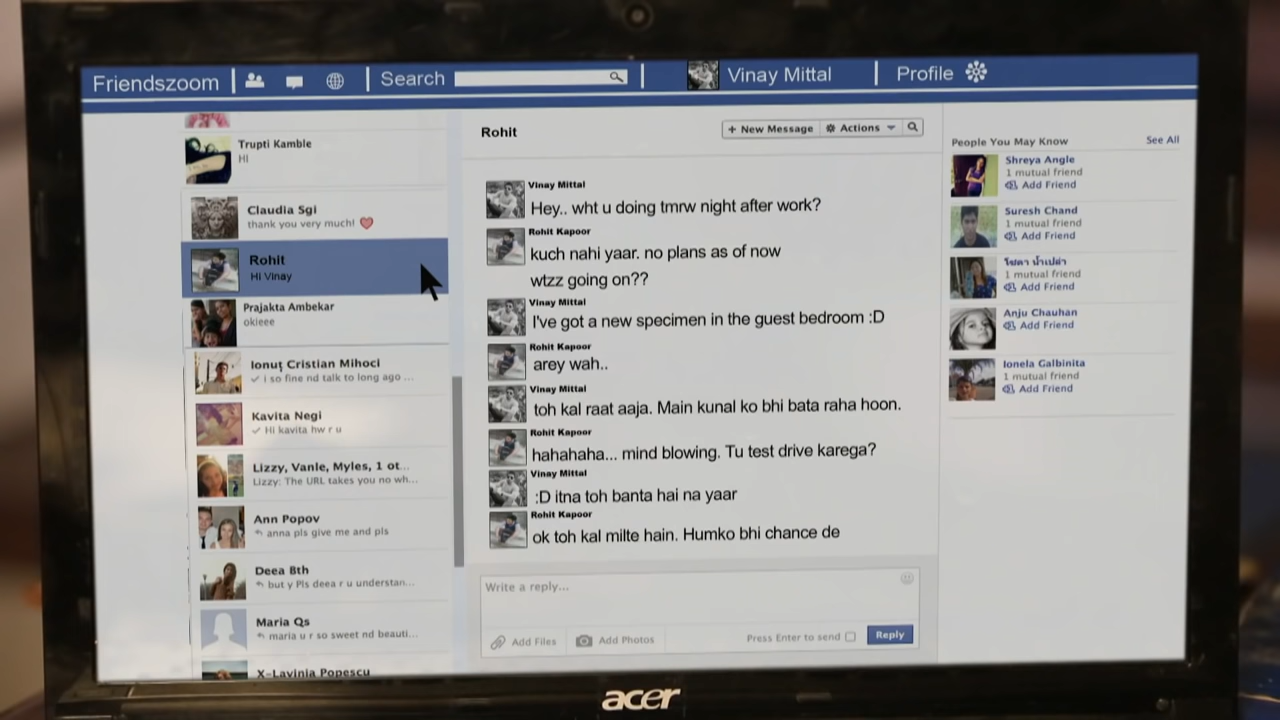 Friendszoom
Search
Vinay Mittal
Profile
Trupti Kamble
Hi
Claudia Sgi
thank you very much! ❤
Rohit
Hi Vinay
Prajakta Ambekar
okieee
Ionuț Cristian Mihoci
✓ i so fine nd talk to long ago ...
Kavita Negi
✓ Hi kavita hw r u
Lizzy, Vanle, Myles, 1 ot...
Lizzy: The URL takes you no wh...
Ann Popov
anna pls give me and pls
Deea Bth
but y Pls deea r u understan...
Maria Qs
maria u r so sweet nd beauti...
X-Lavinia Popescu
Rohit
+ New Message
Actions
Vinay Mittal
Hey.. wht u doing tmrw night after work?
Rohit Kapoor
kuch nahi yaar. no plans as of now
wtzz going on??
Vinay Mittal
I've got a new specimen in the guest bedroom :D
Rohit Kapoor
arey wah..
Vinay Mittal
toh kal raat aaja. Main kunal ko bhi bata raha hoon.
Rohit Kapoor
hahahaha... mind blowing. Tu test drive karega?
Vinay Mittal
:D itna toh banta hai na yaar
Rohit Kapoor
ok toh kal milte hain. Humko bhi chance de
Write a reply...
Add Files
Add Photos
Press Enter to send
Reply
People You May Know
See All
Shreya Angle
1 mutual friend
Add Friend
Suresh Chand
1 mutual friend
Add Friend
โชดา น้ำเปล่า
1 mutual friend
Add Friend
Anju Chauhan
Add Friend
Ionela Galbinita
1 mutual friend
Add Friend
acer